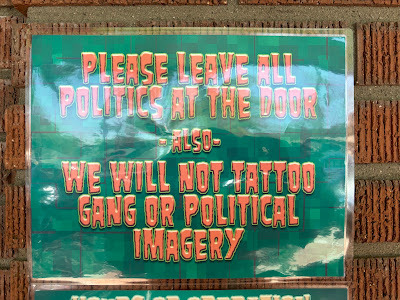 PLEASE LEAVE ALL
POLITICS AT THE DOOR
- ALSO-
WE WILL NOT TATTOO
GANG OR POLITICAL
IMAGERY